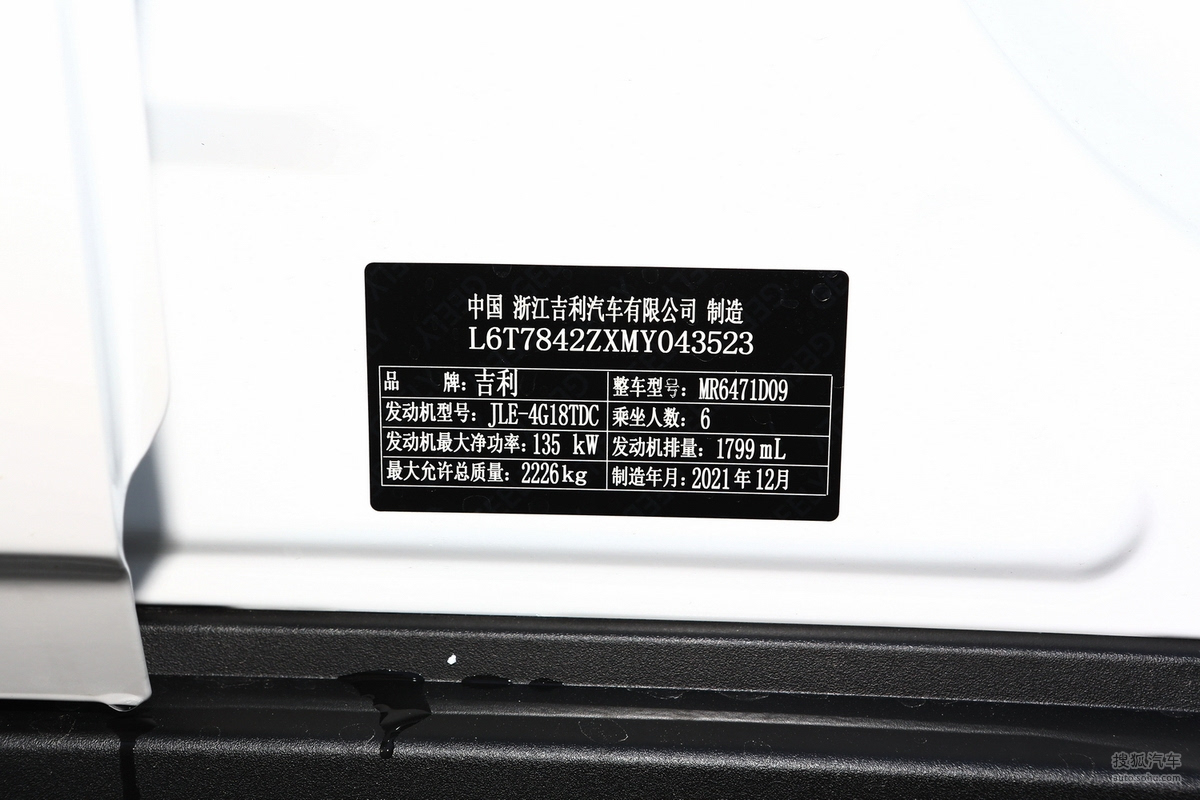 中国 浙江吉利汽车有限公司 制造
L6T7842ZXMY043523
品 牌：吉利 整车型号：MR6471D09
发动机型号：JLE-4G18TDC 乘坐人数：6
发动机最大净功率：135 kW 发动机排量：1799mL
最大允许总质量：2226kg 制造年月：2021年12月
搜狐汽车
auto.sohu.com